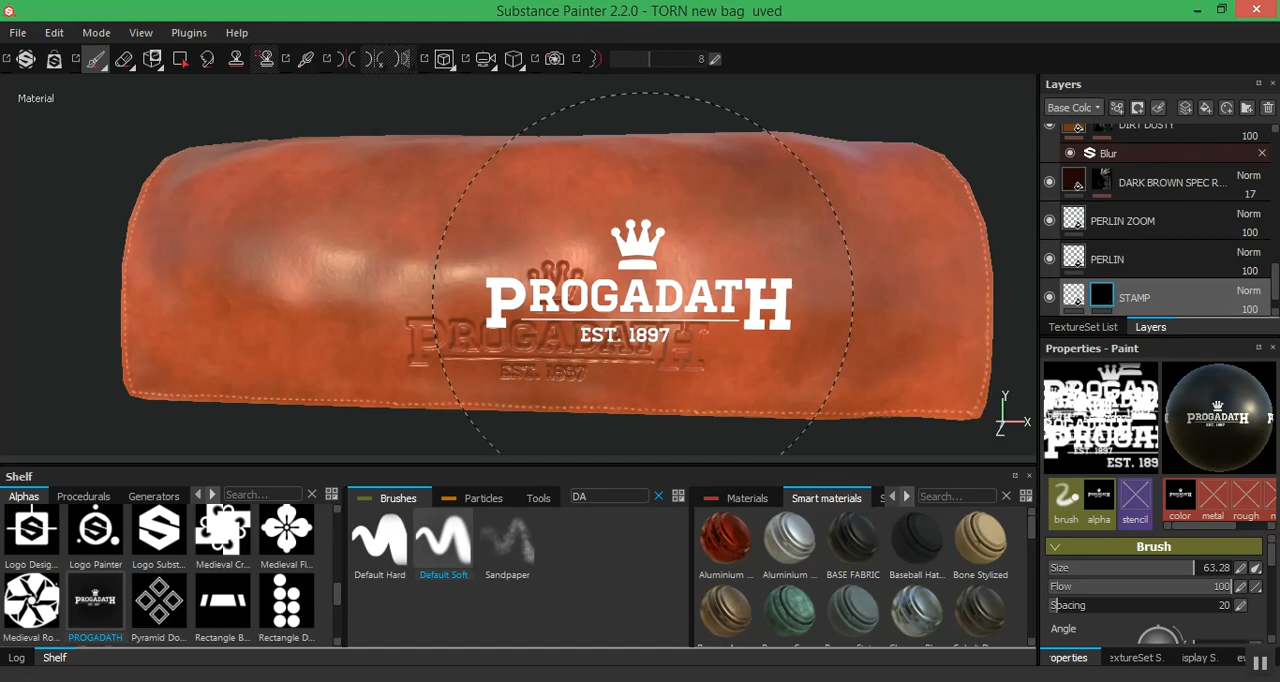 Substance Painter 2.2.0 - TORN new bag uved
File Edit Mode View Plugins Help
8
Material
PROGADATH
EST. 1897
PROGADATH
EST. 1897
Layers
Base Colc
DIRT DUSTY
100
Blur
DARK BROWN SPEC R...
Norm
17
PERLIN ZOOM
Norm
100
PERLIN
Norm
100
STAMP
Norm
100
TextureSet List Layers
Properties - Paint
PROGADATH
brush alpha stencil color metal rough
Brush
Size 63.28
Flow 100
Spacing 20
Angle
roperties extureSet S. isplay S.
Y
X
Z
Shelf
Alphas Procedurals Generators Search...
Logo Desig... Logo Painter Logo Subst... Medieval Cr... Medieval Fl...
PROGADATH
Medieval Ro... PROGADATH Pyramid Do... Rectangle B... Rectangle D...
Brushes Particles Tools DA
Default Hard Default Soft Sandpaper
Materials Smart materials Search...
Aluminium ... Aluminium ... BASE FABRIC Baseball Hat... Bone Stylized
Log Shelf